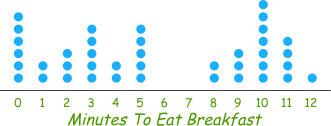 0 1 2 3 4 5 6 7 8 9 10 11 12
Minutes To Eat Breakfast